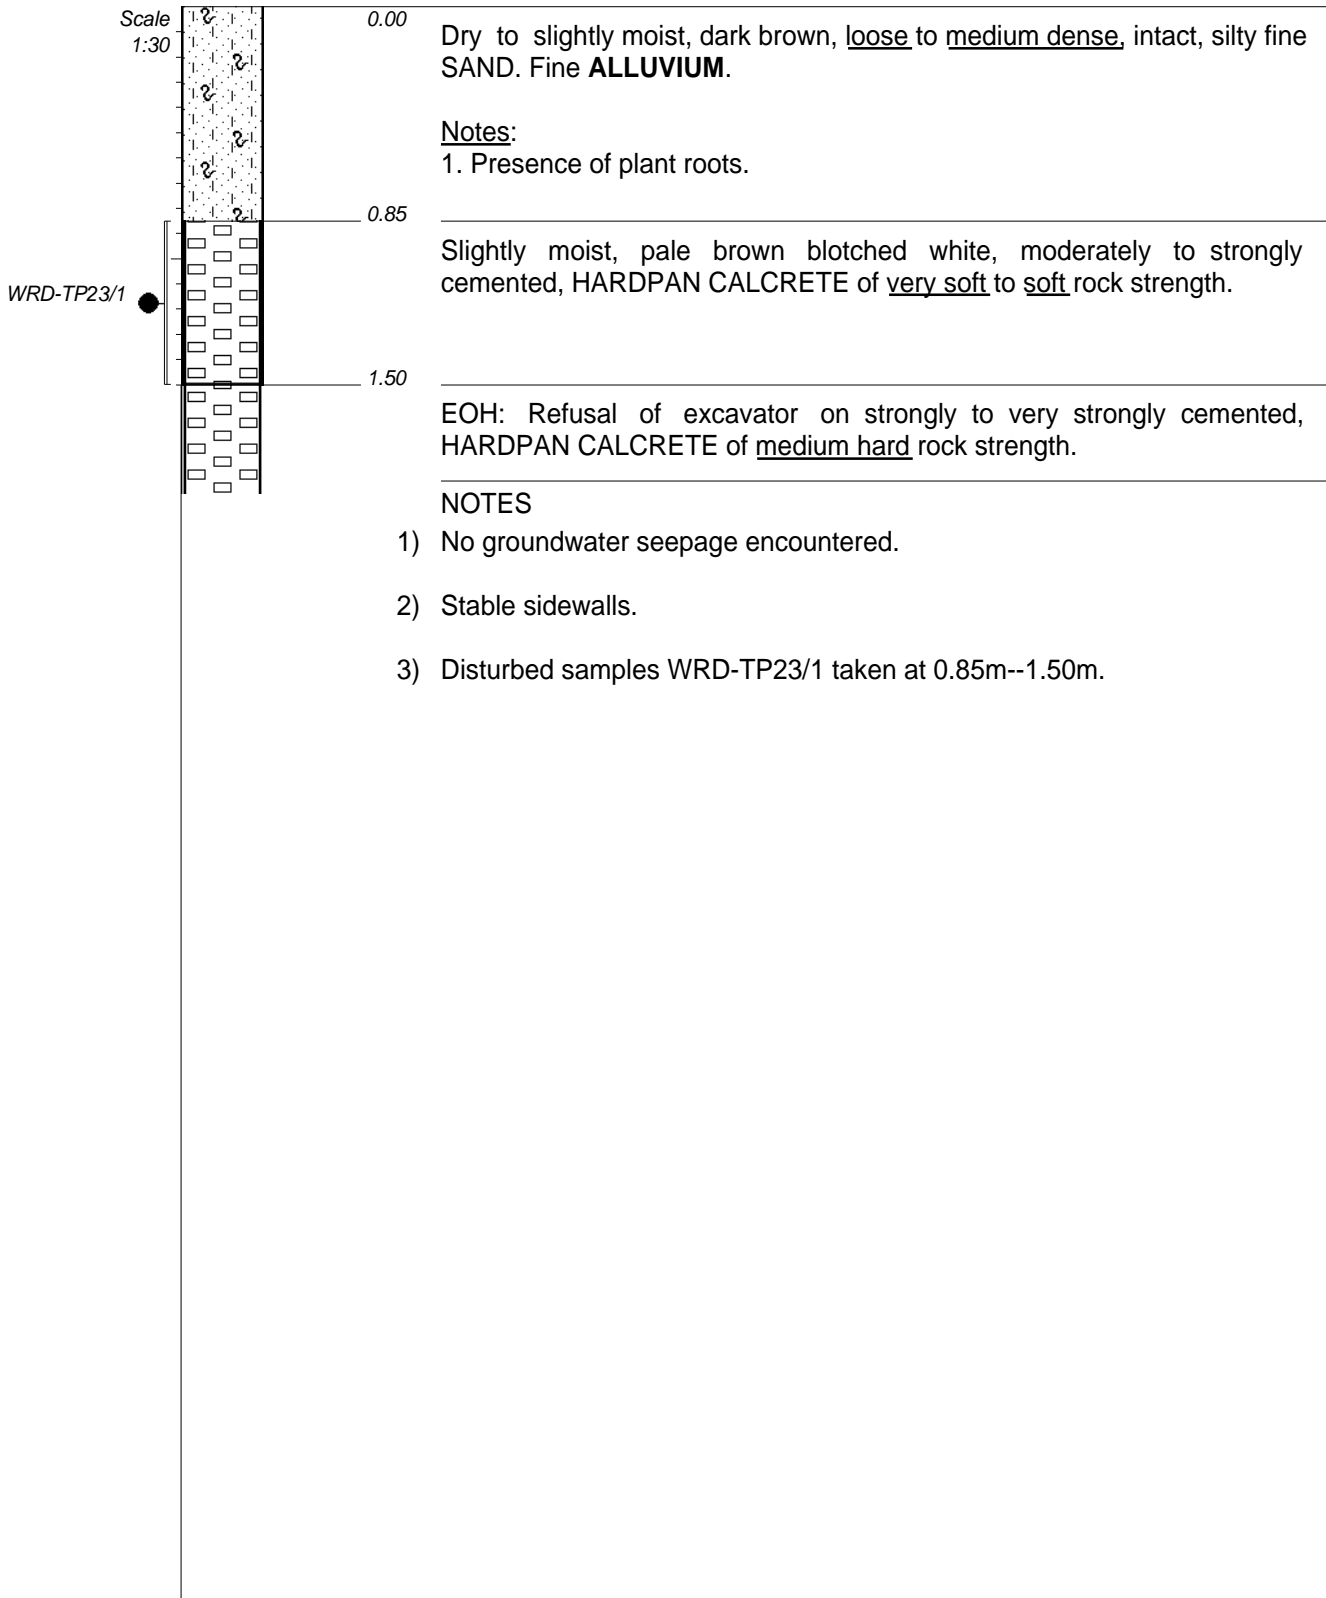 Scale
1:30
0.00
Dry to slightly moist, dark brown, loose to medium dense, intact, silty fine
SAND. Fine ALLUVIUM.
Notes:
1. Presence of plant roots.
0.85
Slightly moist, pale brown blotched white, moderately to strongly
cemented, HARDPAN CALCRETE of very soft to soft rock strength.
WRD-TP23/1
1.50
EOH: Refusal of excavator on strongly to very strongly cemented,
HARDPAN CALCRETE of medium hard rock strength.
NOTES
1) No groundwater seepage encountered.
2) Stable sidewalls.
3) Disturbed samples WRD-TP23/1 taken at 0.85m--1.50m.